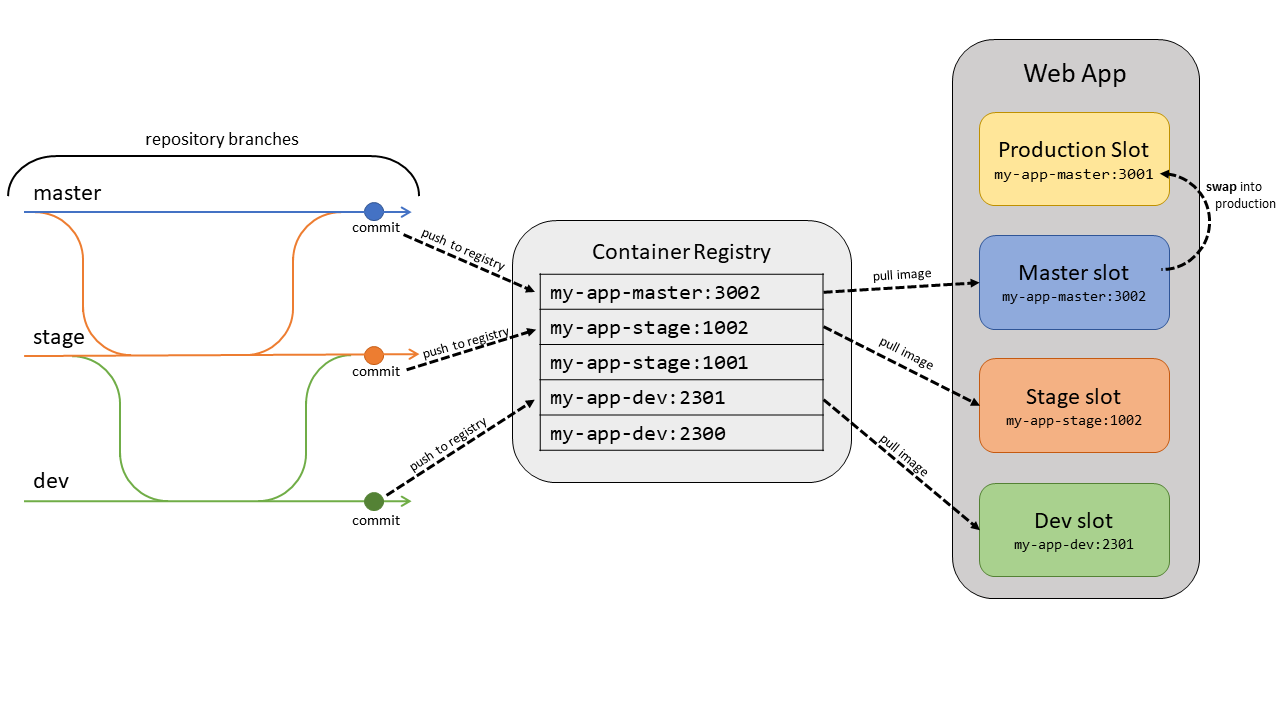 repository branches
master
commit
push to registry
stage
commit
push to registry
dev
commit
push to registry
Container Registry
my-app-master:3002
my-app-stage:1002
my-app-stage:1001
my-app-dev:2301
my-app-dev:2300
pull image
pull image
pull image
Web App
Production Slot
my-app-master:3001
swap into
production
Master slot
my-app-master:3002
Stage slot
my-app-stage:1002
Dev slot
my-app-dev:2301